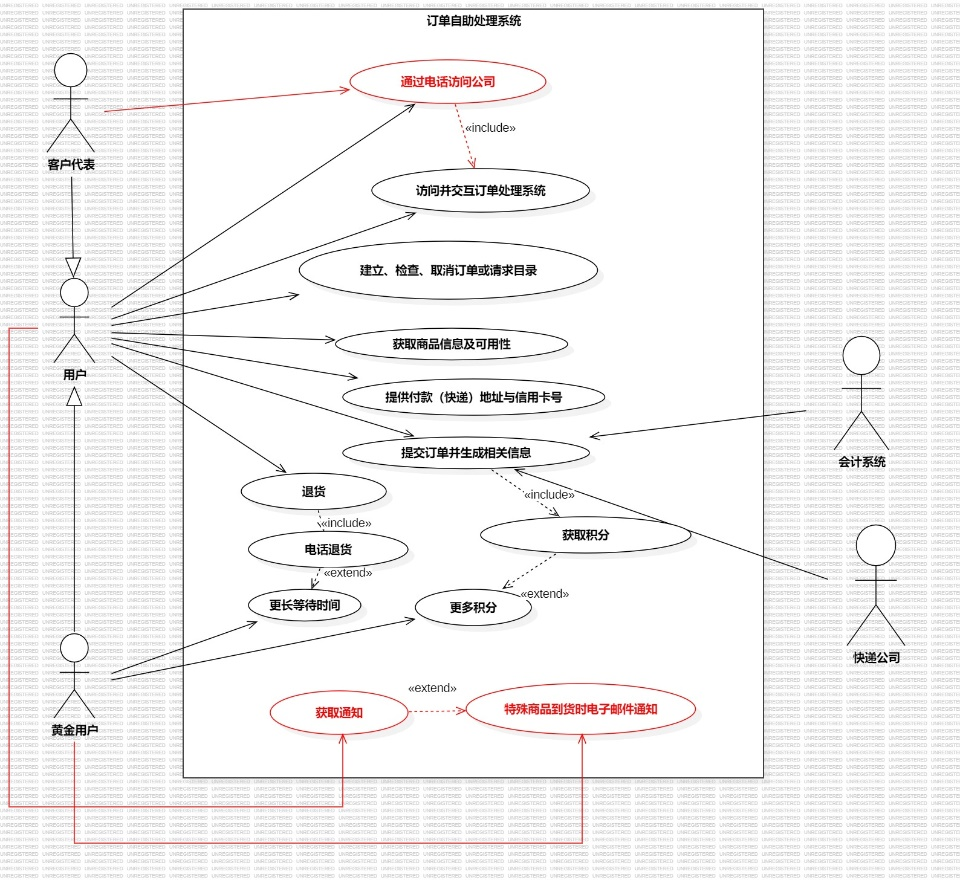 订单自助处理系统
通过电话访问公司
«include»
客户代表
访问并交互订单处理系统
建立、检查、取消订单或请求目录
获取商品信息及可用性
用户
提供付款（快递）地址与信用卡号
提交订单并生成相关信息
会计系统
退货
«include»
«include»
获取积分
电话退货
«extend»
«extend»
更长等待时间
更多积分
快递公司
«extend»
获取通知
特殊商品到货时电子邮件通知
黄金用户
UNREGISTERED